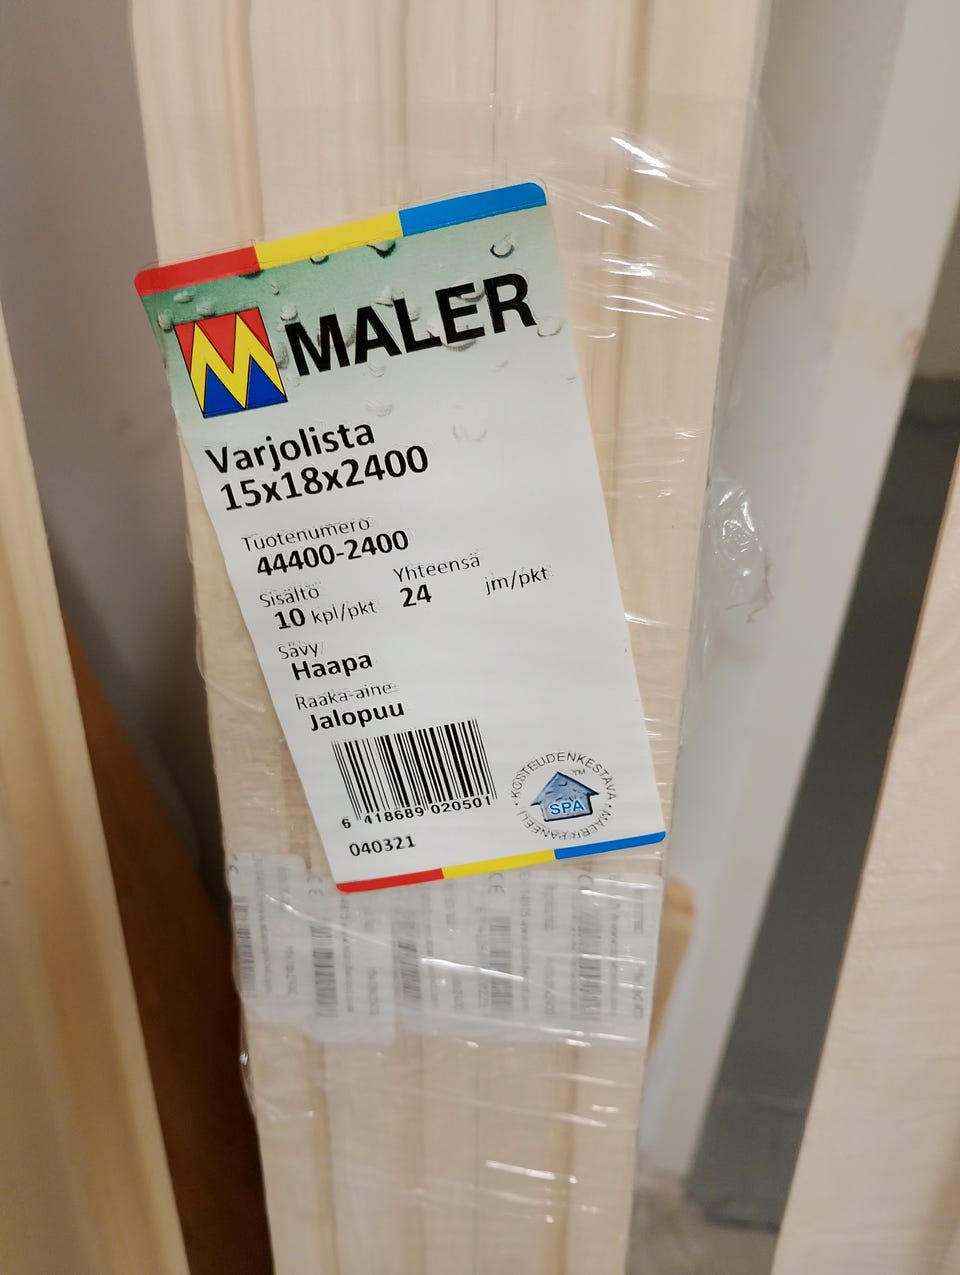 MALER
Varjolista
15x18x2400
Tuotenumero
44400-2400
Sisältö Yhteensä
10 kpl/pkt 24 jm/pkt
Sävy
Haapa
Raaka-aine
Jalopuu
6 418689 020501
040321
KOSTEUDENKESTÄVÄ • MALER-PANEELI •
TM
SPA